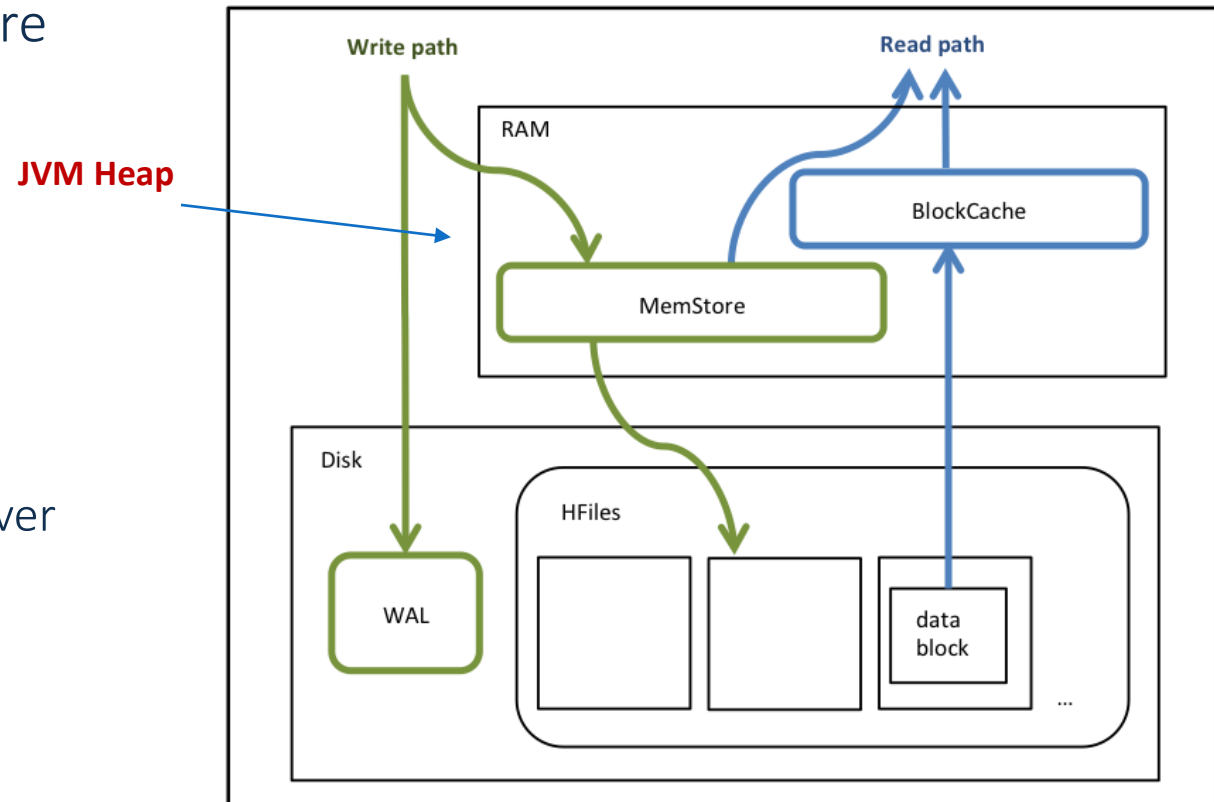 re
Write path
Read path
RAM
JVM Heap
BlockCache
MemStore
Disk
ver
HFiles
WAL
data
block
...